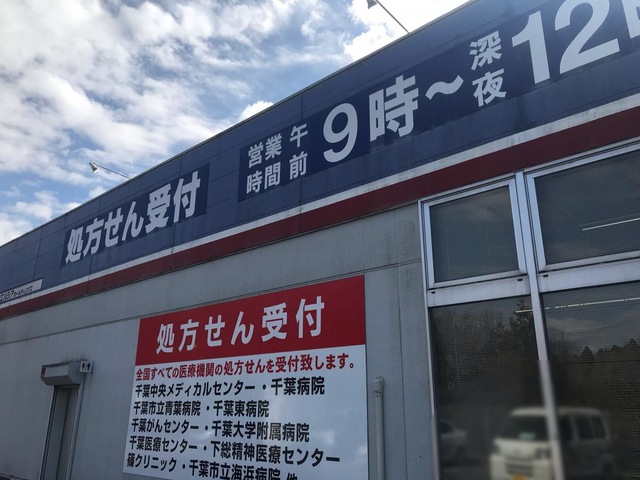 営業時間
午前9時～深夜12時
処方せん受付
処方せん受付
全国すべての医療機関の処方せんを受付致します。
千葉中央メディカルセンター・千葉病院
千葉市立青葉病院・千葉東病院
千葉がんセンター・千葉大学附属病院
千葉医療センター・下総精神医療センター
篠クリニック・千葉市立海浜病院 他